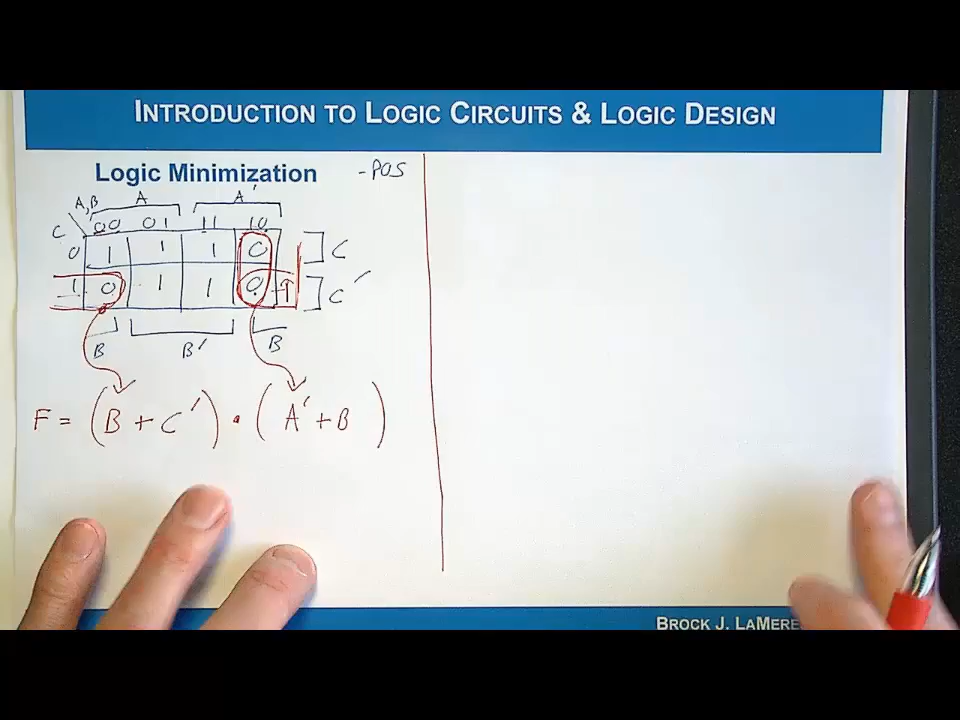 INTRODUCTION TO LOGIC CIRCUITS & LOGIC DESIGN
Logic Minimization - POS
A,B A A'
C 00 01 11 10
0 1 1 1 0 C
1 0 1 1 0 1 C'
B B' B
F = (B + C') · (A' + B)
BROCK J. LAMERE